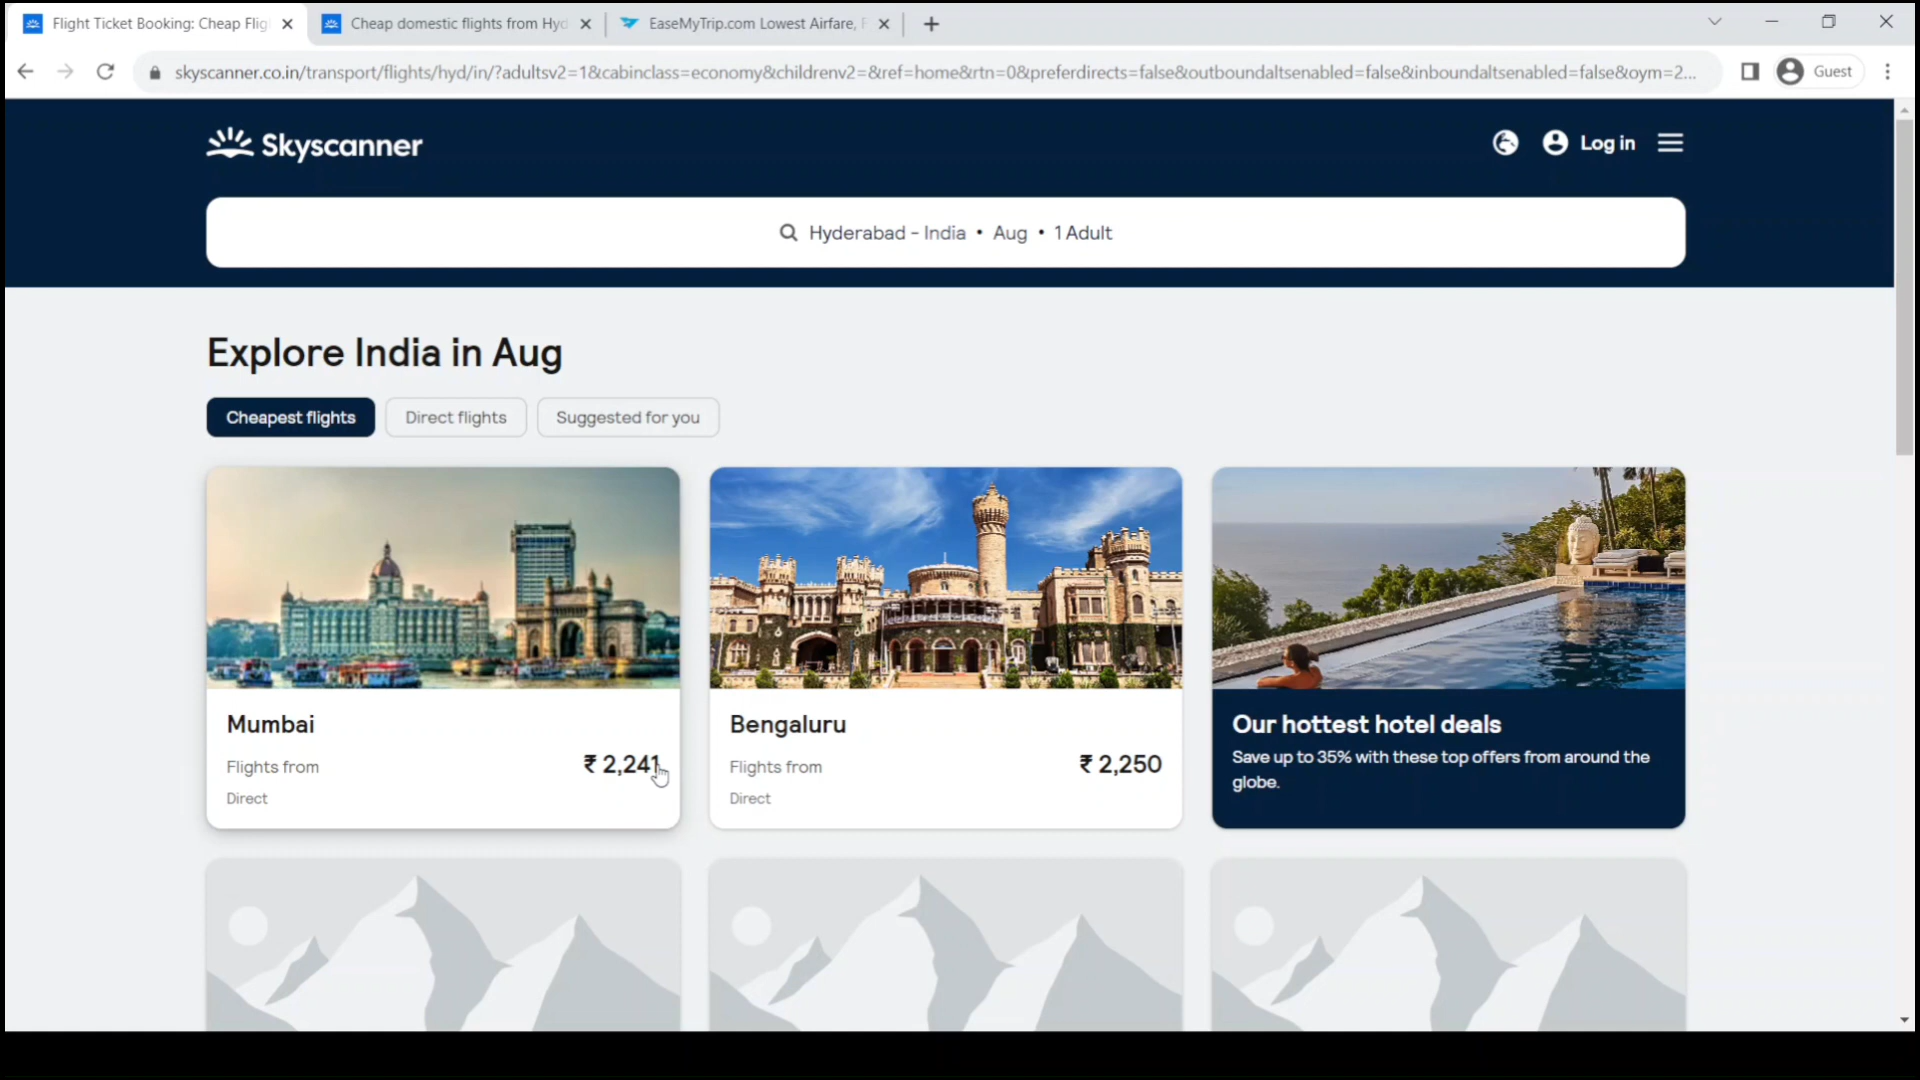 Flight Ticket Booking: Cheap Flig
Cheap domestic flights from Hyd
EaseMyTrip.com Lowest Airfare, F
skyscanner.co.in/transport/flights/hyd/in/?adultsv2=1&cabinclass=economy&childrenv2=&ref=home&rtn=0&preferdirects=false&outboundaltsenabled=false&inboundaltsenabled=false&oym=2...
Guest
Skyscanner
Log in
Hyderabad - India • Aug • 1 Adult
Explore India in Aug
Cheapest flights
Direct flights
Suggested for you
Mumbai
Flights from
₹ 2,241
Direct
Bengaluru
Flights from
₹ 2,250
Direct
Our hottest hotel deals
Save up to 35% with these top offers from around the
globe.